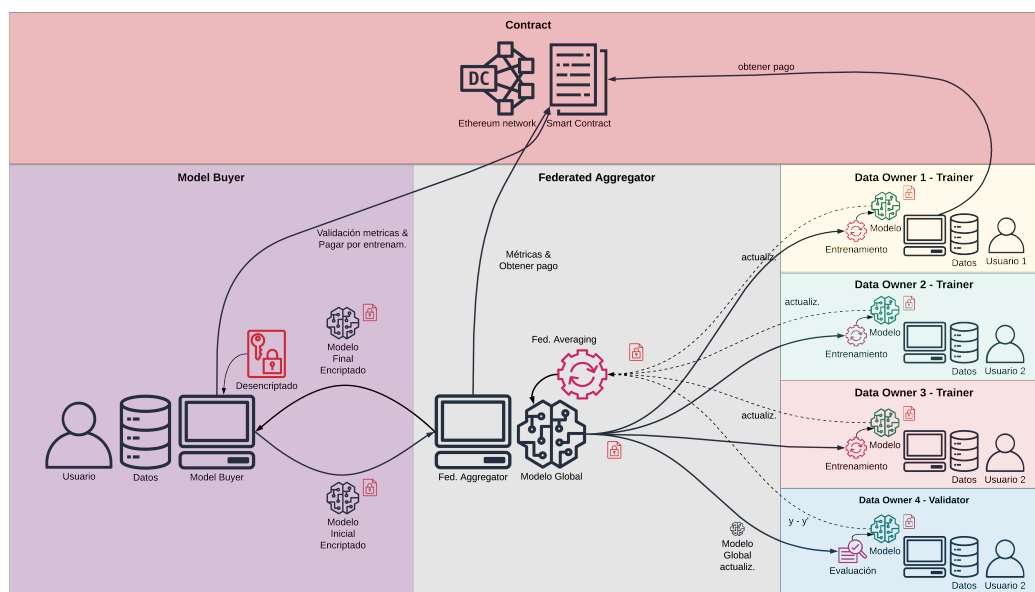 Contract
obtener pago
DC
Ethereum network
Smart Contract
Model Buyer
Federated Aggregator
Data Owner 1 - Trainer
Modelo
Entrenamiento
Datos
Usuario 1
Validación metricas &
Pagar por entrenam.
Métricas &
Obtener pago
actualiz.
Data Owner 2 - Trainer
actualiz.
Modelo
Entrenamiento
Datos
Usuario 2
Modelo
Final
Encriptado
Desencriptado
Fed. Averaging
Data Owner 3 - Trainer
actualiz.
Modelo
Entrenamiento
Datos
Usuario 2
Usuario
Datos
Model Buyer
Fed. Aggregator
Modelo Global
Modelo
Inicial
Encriptado
Data Owner 4 - Validator
y - y'
Modelo
Global
actualiz.
Modelo
Evaluación
Datos
Usuario 2